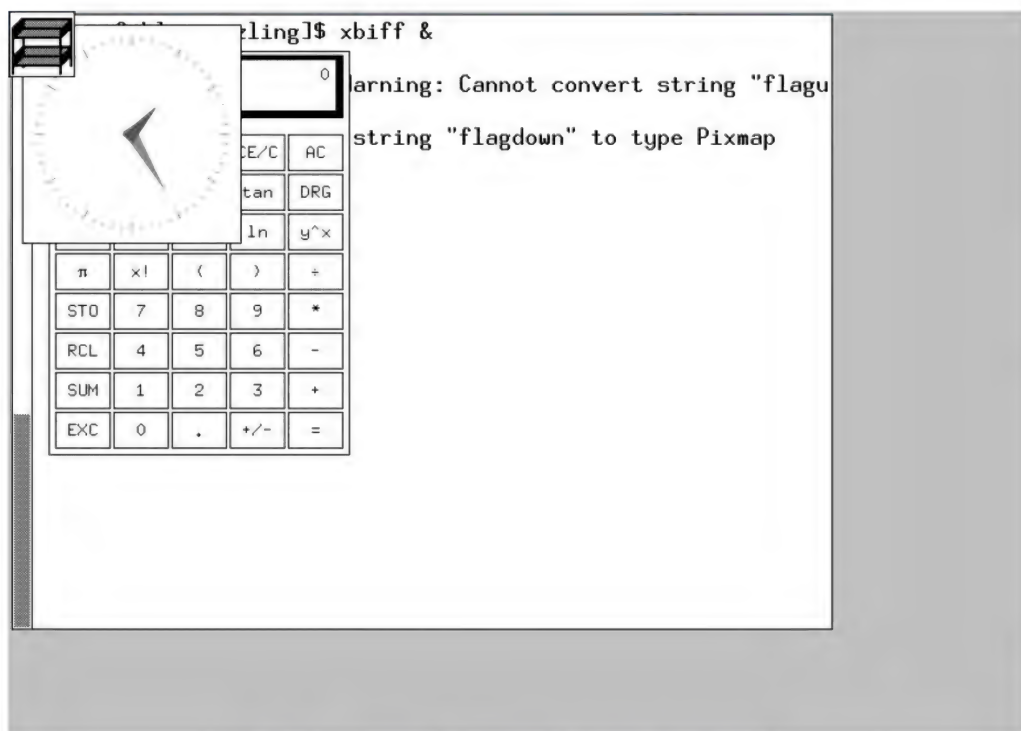 zling]$ xbiff &
0
arning: Cannot convert string "flagu
string "flagdown" to type Pixmap
CE/C AC
tan DRG
ln y^x
π x! ( ) ÷
STO 7 8 9 *
RCL 4 5 6 -
SUM 1 2 3 +
EXC 0 . +/- =